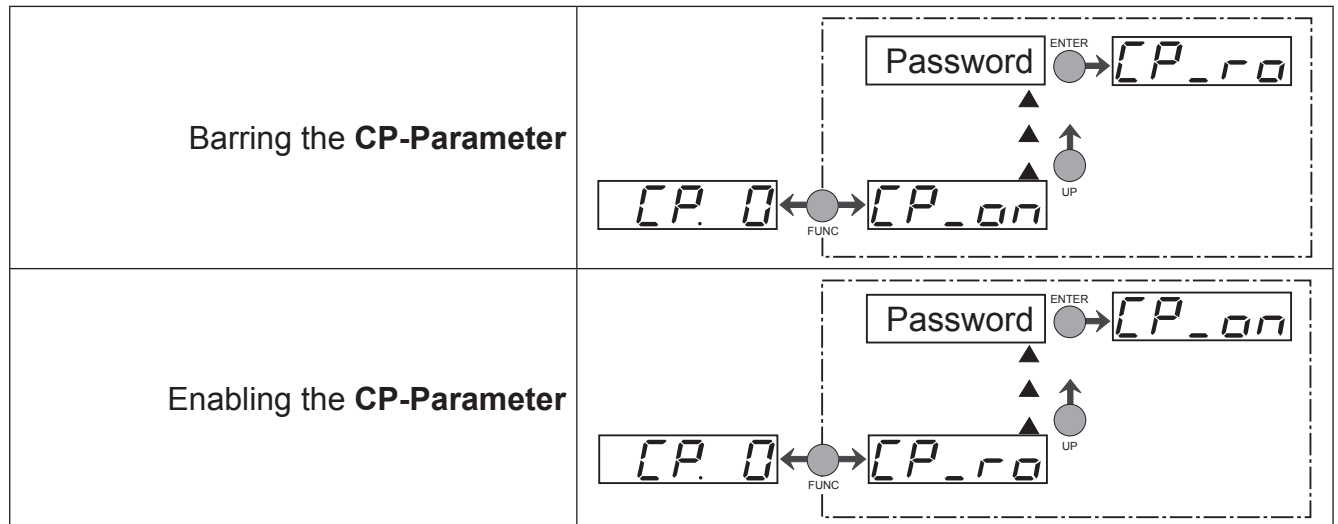 Barring the CP-Parameter
Password
ENTER
CP_ro
UP
CP. 0
FUNC
CP_on
Enabling the CP-Parameter
Password
ENTER
CP_on
UP
CP. 0
FUNC
CP_ro